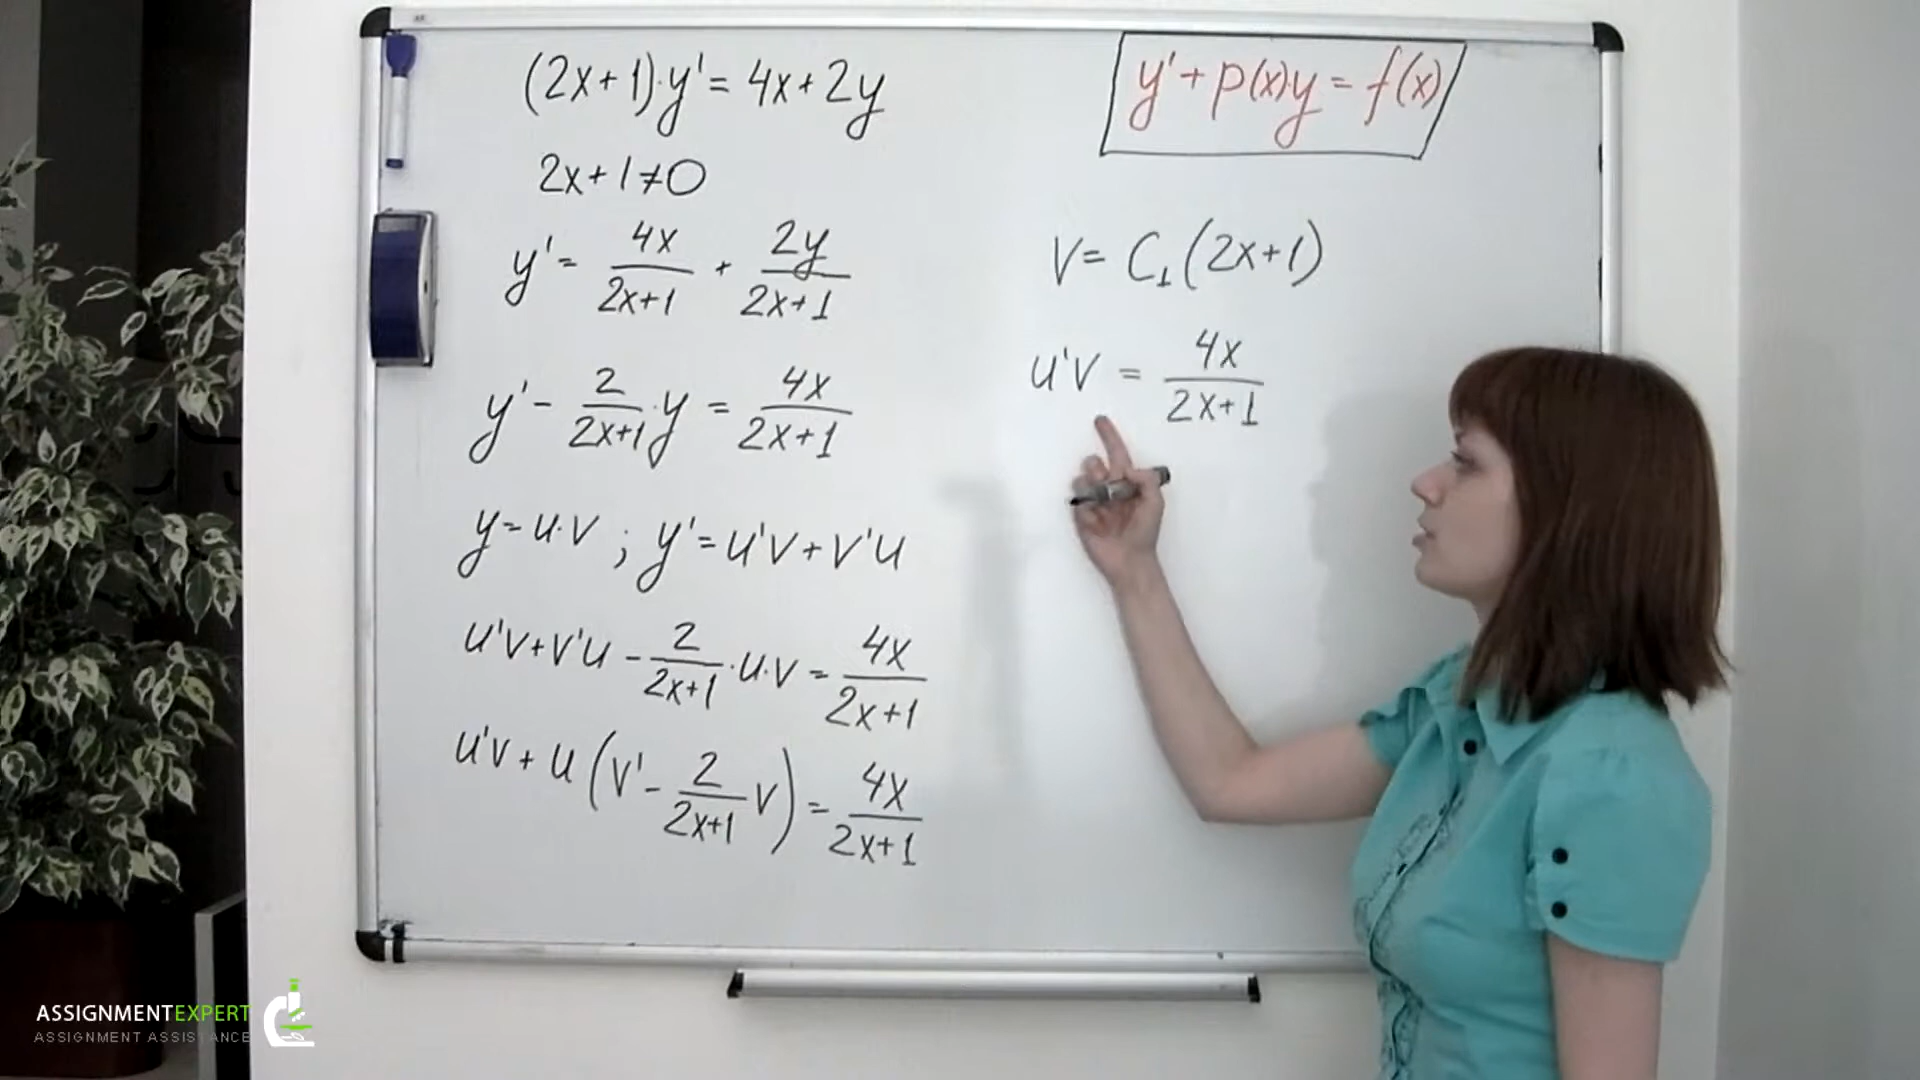 (2x+1)·y'=4x+2y
2x+1≠0
y'= 4x/(2x+1) + 2y/(2x+1)
y' - 2/(2x+1)·y = 4x/(2x+1)
y=u·v ; y'=u'v+v'u
u'v+v'u - 2/(2x+1)·u·v = 4x/(2x+1)
u'v+u(v' - 2/(2x+1) v) = 4x/(2x+1)
y'+p(x)y=f(x)
v= C₁(2x+1)
u'v = 4x/(2x+1)
ASSIGNMENTEXPERT
ASSIGNMENT ASSISTANCE